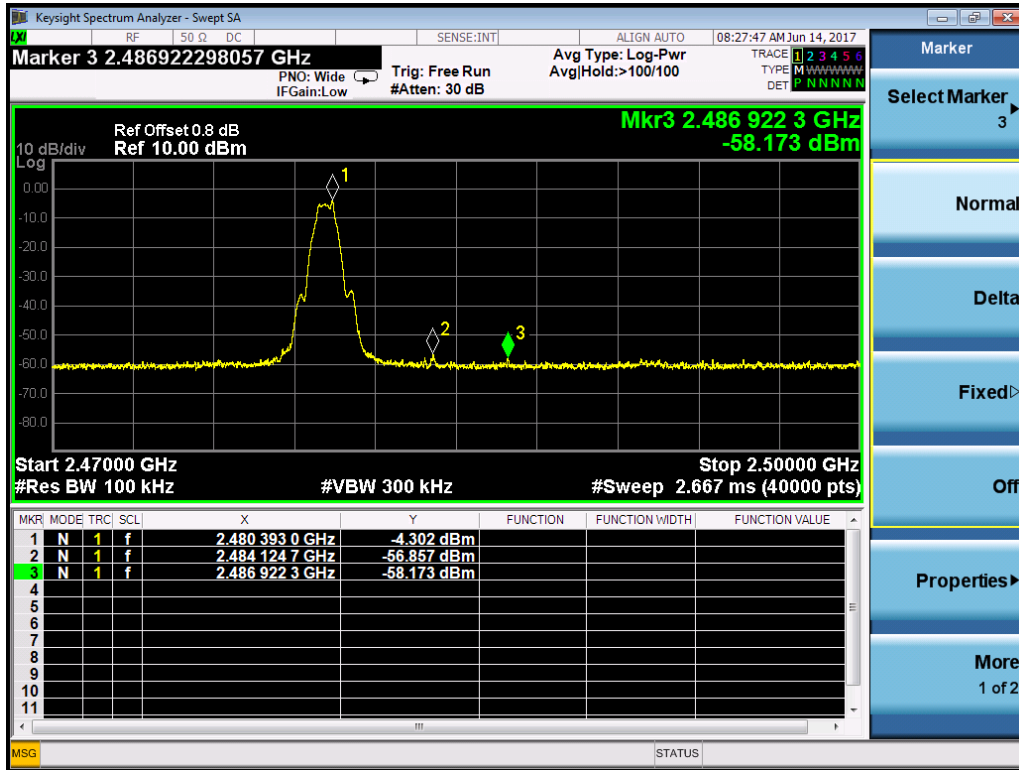 Keysight Spectrum Analyzer - Swept SA
LXI RF 50 Ω DC SENSE:INT ALIGN AUTO 08:27:47 AM Jun 14, 2017
Marker 3 2.486922298057 GHz
PNO: Wide
IFGain:Low
Trig: Free Run
#Atten: 30 dB
Avg Type: Log-Pwr
Avg|Hold:>100/100
TRACE 1 2 3 4 5 6
TYPE M W W W W W
DET P N N N N N
Mkr3 2.486 922 3 GHz
-58.173 dBm
Ref Offset 0.8 dB
10 dB/div Ref 10.00 dBm
Log
0.00
-10.0
-20.0
-30.0
-40.0
-50.0
-60.0
-70.0
-80.0
1
2
3
Start 2.47000 GHz Stop 2.50000 GHz
#Res BW 100 kHz #VBW 300 kHz #Sweep 2.667 ms (40000 pts)
MKR MODE TRC SCL X Y FUNCTION FUNCTION WIDTH FUNCTION VALUE
1 N 1 f 2.480 393 0 GHz -4.302 dBm
2 N 1 f 2.484 124 7 GHz -56.857 dBm
3 N 1 f 2.486 922 3 GHz -58.173 dBm
4
5
6
7
8
9
10
11
MSG STATUS
Marker
Select Marker
3
Normal
Delta
Fixed
Off
Properties
More
1 of 2